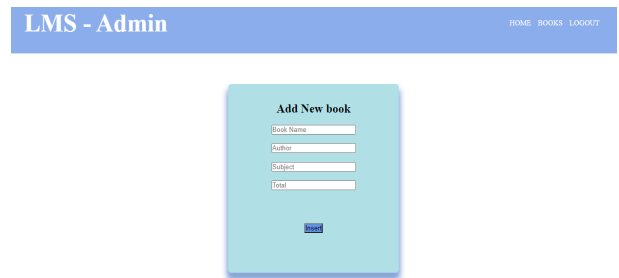 LMS - Admin
HOME BOOKS LOGOUT
Add New book
Book Name
Author
Subject
Total
Insert